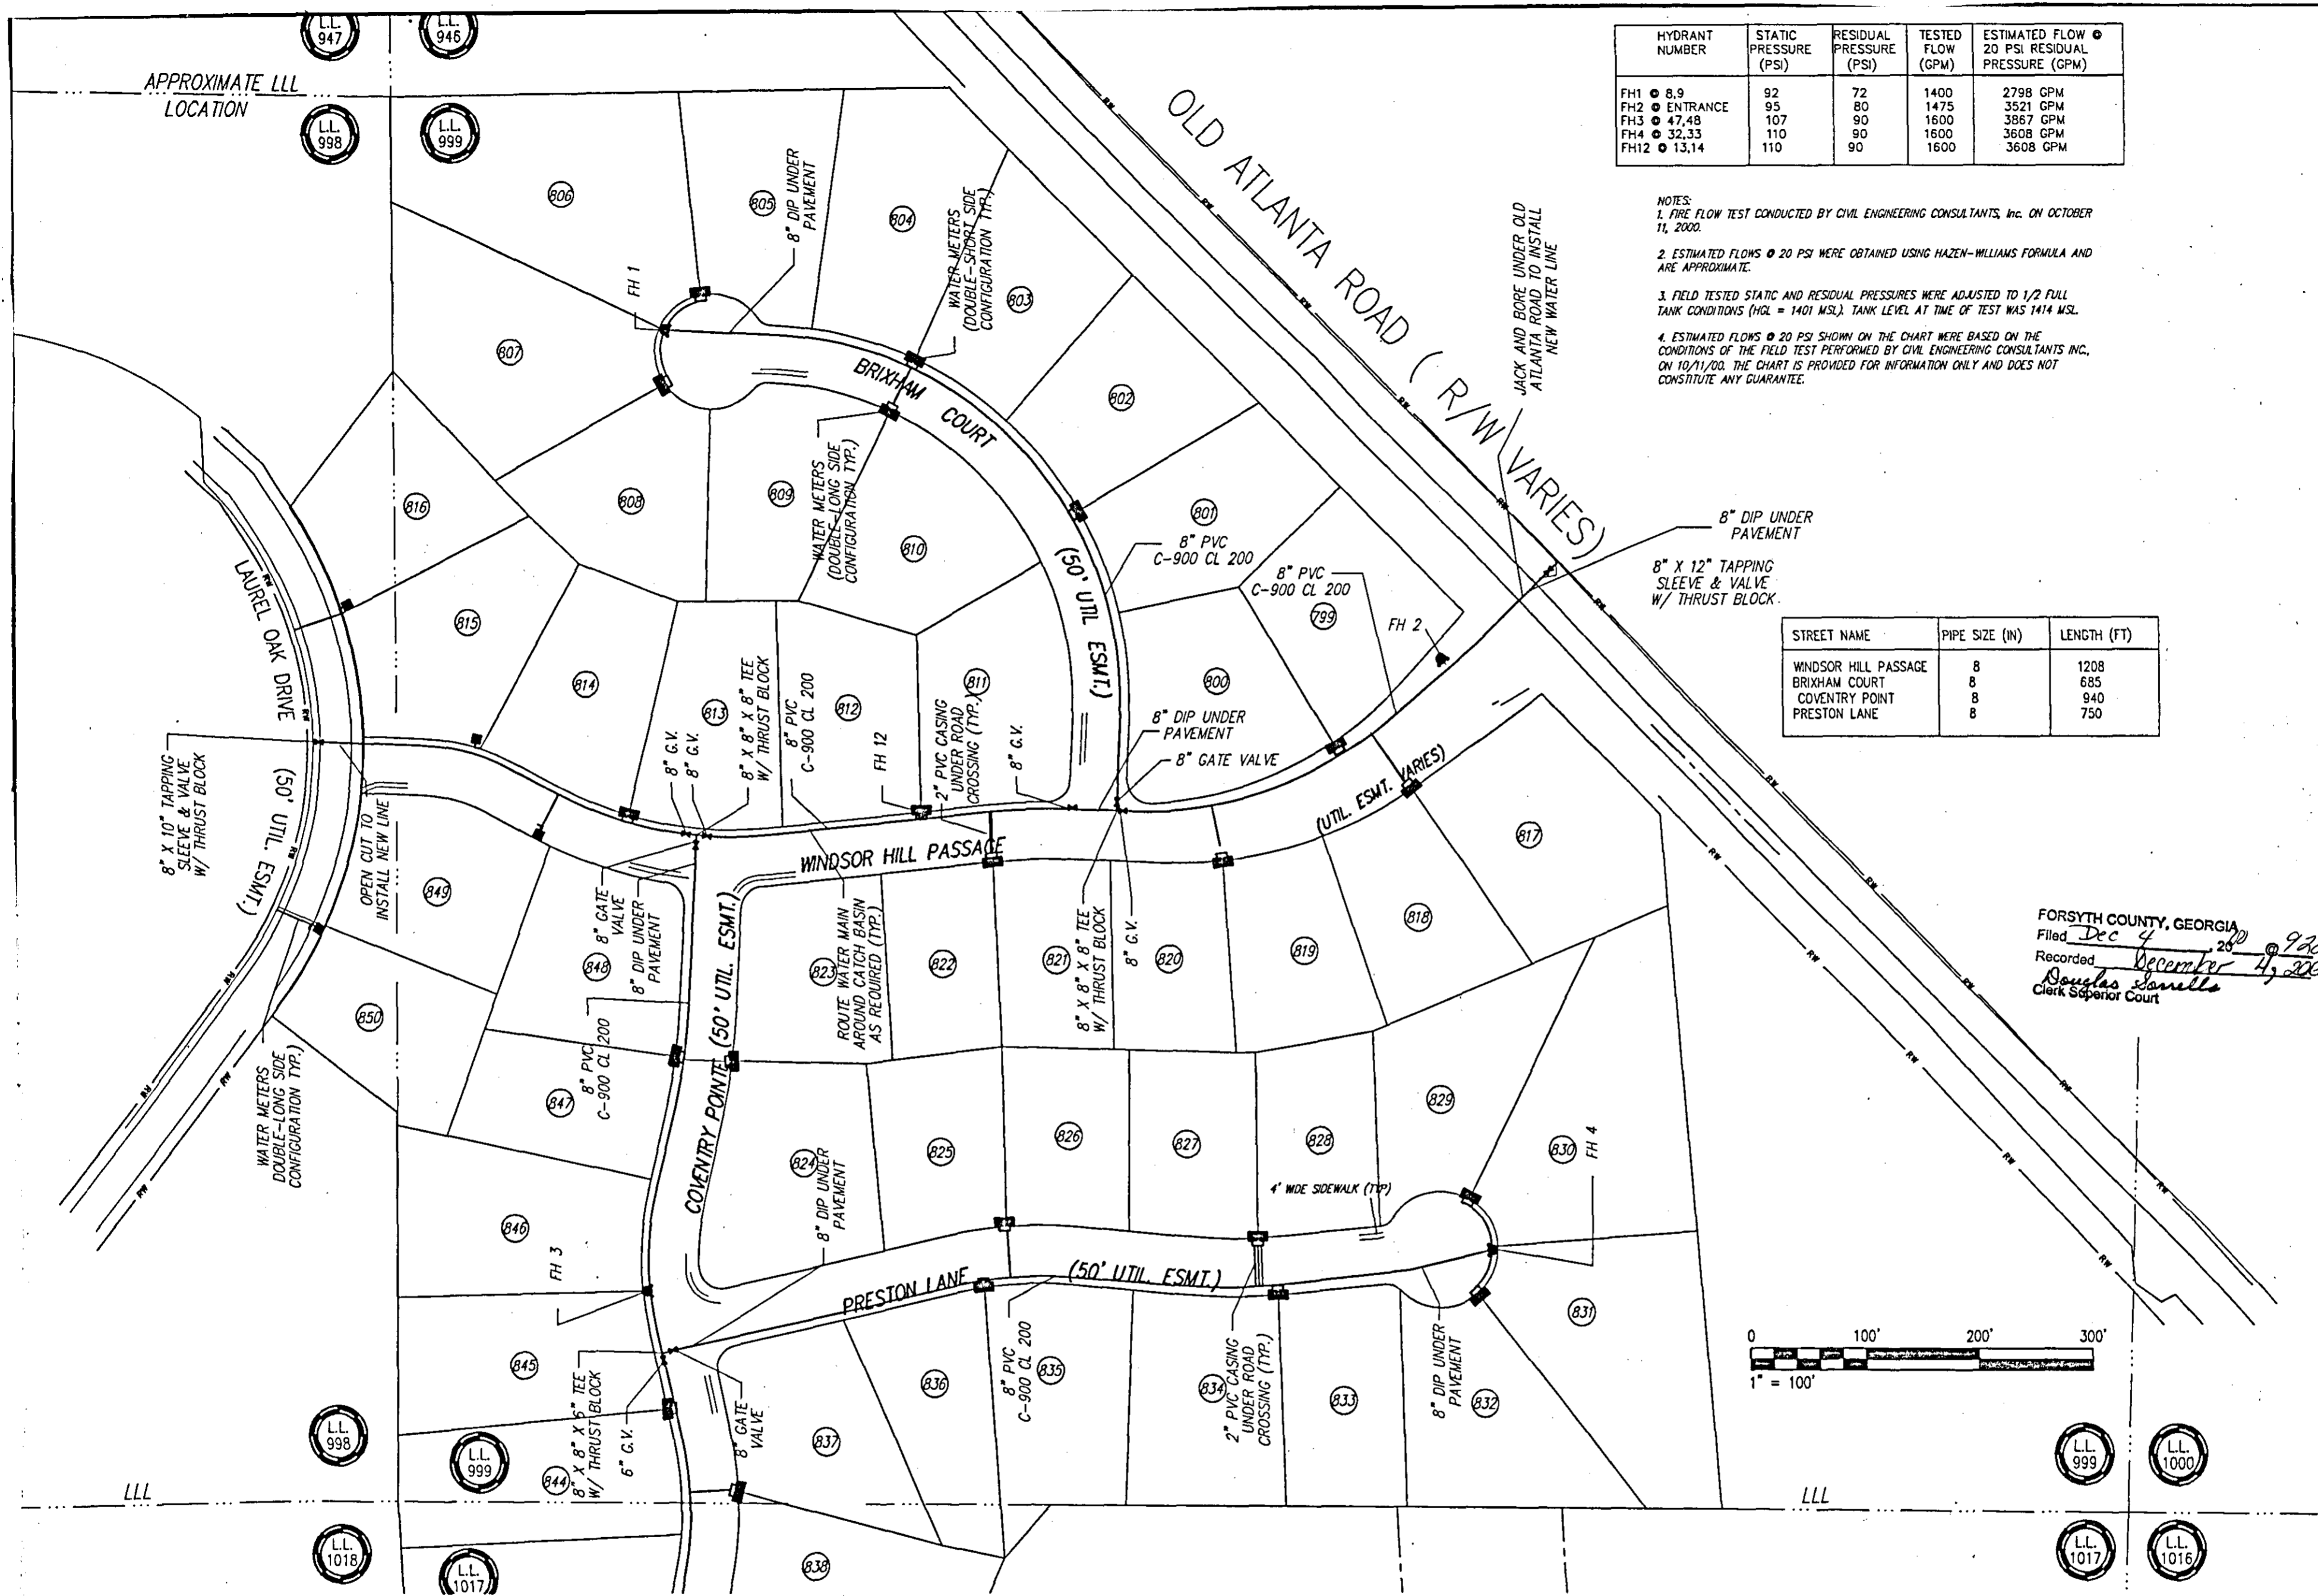 L.L. 947
L.L. 946
APPROXIMATE LLL
LOCATION
L.L. 998
L.L. 999
HYDRANT NUMBER | STATIC PRESSURE (PSI) | RESIDUAL PRESSURE (PSI) | TESTED FLOW (GPM) | ESTIMATED FLOW @ 20 PSI RESIDUAL PRESSURE (GPM)
FH1 @ 8,9 92 72 1400 2798 GPM
FH2 @ ENTRANCE 95 80 1475 3521 GPM
FH3 @ 47,48 107 90 1600 3867 GPM
FH4 @ 32,33 110 90 1600 3608 GPM
FH12 @ 13,14 110 90 1600 3608 GPM
NOTES:
1. FIRE FLOW TEST CONDUCTED BY CIVIL ENGINEERING CONSULTANTS, Inc. ON OCTOBER
11, 2000.
2. ESTIMATED FLOWS @ 20 PSI WERE OBTAINED USING HAZEN-WILLIAMS FORMULA AND
ARE APPROXIMATE.
3. FIELD TESTED STATIC AND RESIDUAL PRESSURES WERE ADJUSTED TO 1/2 FULL
TANK CONDITIONS (HGL = 1401 MSL). TANK LEVEL AT TIME OF TEST WAS 1414 MSL.
4. ESTIMATED FLOWS @ 20 PSI SHOWN ON THE CHART WERE BASED ON THE
CONDITIONS OF THE FIELD TEST PERFORMED BY CIVIL ENGINEERING CONSULTANTS INC.,
ON 10/11/00. THE CHART IS PROVIDED FOR INFORMATION ONLY AND DOES NOT
CONSTITUTE ANY GUARANTEE.
OLD ATLANTA ROAD ( R/W VARIES)
JACK AND BORE UNDER OLD
ATLANTA ROAD TO INSTALL
NEW WATER LINE
8" DIP UNDER
PAVEMENT
8" X 12" TAPPING
SLEEVE & VALVE
W/ THRUST BLOCK.
STREET NAME | PIPE SIZE (IN) | LENGTH (FT)
WINDSOR HILL PASSAGE 8 1208
BRIXHAM COURT 8 685
COVENTRY POINT 8 940
PRESTON LANE 8 750
806
805
8" DIP UNDER
PAVEMENT
804
WATER METERS
(DOUBLE-SHORT SIDE
CONFIGURATION TYP.)
803
FH 1
807
BRIXHAM COURT
(50' UTIL ESMT.)
802
816
808
809
WATER METERS
(DOUBLE-LONG SIDE
CONFIGURATION TYP.)
810
801
8" PVC
C-900 CL 200
8" PVC
C-900 CL 200
799
FH 2
LAUREL OAK DRIVE (50' UTIL. ESMT.)
815
814
813
812
811
800
8" G.V.
8" G.V.
8" X 8" X 8" TEE
W/ THRUST BLOCK
8" PVC
C-900 CL 200
FH 12
2" PVC CASING
UNDER ROAD
CROSSING (TYP.)
8" G.V.
8" DIP UNDER
PAVEMENT
8" GATE VALVE
(UTIL. ESMT. VARIES)
8" X 10" TAPPING
SLEEVE & VALVE
W/ THRUST BLOCK
OPEN CUT TO
INSTALL NEW LINE
WINDSOR HILL PASSAGE
817
849
848
8" GATE
VALVE
8" DIP UNDER
PAVEMENT
823
ROUTE WATER MAIN
AROUND CATCH BASIN
AS REQUIRED (TYP.)
822
821
8" X 8" X 8" TEE
W/ THRUST BLOCK
8" G.V.
820
819
818
FORSYTH COUNTY, GEORGIA
Filed Dec 4, 2000 @
Recorded December 4,
Douglas Sorrells
Clerk Superior Court
850
WATER METERS
DOUBLE-LONG SIDE
CONFIGURATION TYP.)
847
8" PVC
C-900 CL 200
COVENTRY POINTE (50' UTIL. ESMT.)
824
8" DIP UNDER
PAVEMENT
825
826
827
828
829
830
FH 4
4' WIDE SIDEWALK (TYP)
846
FH 3
PRESTON LANE (50' UTIL. ESMT.)
831
845
8" X 8" X 6" TEE
W/ THRUST BLOCK
6" G.V.
8" GATE
VALVE
836
8" PVC
C-900 CL 200
835
834
2" PVC CASING
UNDER ROAD
CROSSING (TYP.)
833
8" DIP UNDER
PAVEMENT
832
0 100' 200' 300'
1" = 100'
L.L. 998
L.L. 999
844
837
L.L. 999
L.L. 1000
LLL
LLL
L.L. 1018
L.L. 1017
838
L.L. 1017
L.L. 1016
RW